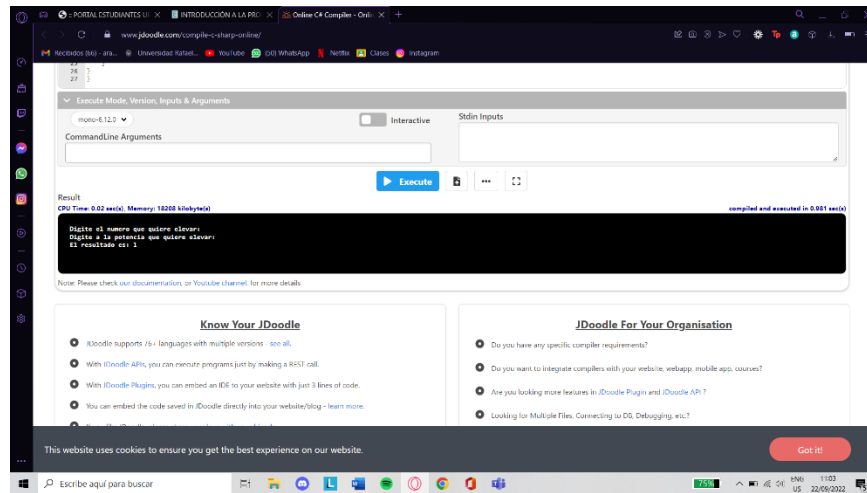 PORTAL ESTUDIANTES
INTRODUCCIÓN A LA PRO
Online C# Compiler - Onlin
www.jdoodle.com/compile-c-sharp-online/
Recibidos (66) - ara...
Universidad Rafael...
YouTube
(50) WhatsApp
Netflix
Clases
Instagram
25 }
26 }
27 }
Execute Mode, Version, Inputs & Arguments
mono-6.12.0
Interactive
Stdin Inputs
CommandLine Arguments
Execute
Result
CPU Time: 0.02 sec(s), Memory: 18208 kilobyte(s)
compiled and executed in 0.981 sec(s)
Digite el numero que quiere elevar:
Digite a la potencia que quiere elevar:
El resultado es: 1
Note: Please check our documentation, or Youtube channel. for more details
Know Your JDoodle
JDoodle supports 76+ languages with multiple versions - see all.
With JDoodle APIs, you can execute programs just by making a REST call.
With JDoodle Plugins, you can embed an IDE to your website with just 3 lines of code.
You can embed the code saved in JDoodle directly into your website/blog - learn more.
JDoodle For Your Organisation
Do you have any specific compiler requirements?
Do you want to integrate compilers with your website, webapp, mobile app, courses?
Are you looking more features in JDoodle Plugin and JDoodle API ?
Looking for Multiple Files, Connecting to DB, Debugging, etc.?
This website uses cookies to ensure you get the best experience on our website.
Got it!
Escribe aquí para buscar
75%
ENG
US
11:03
22/09/2022